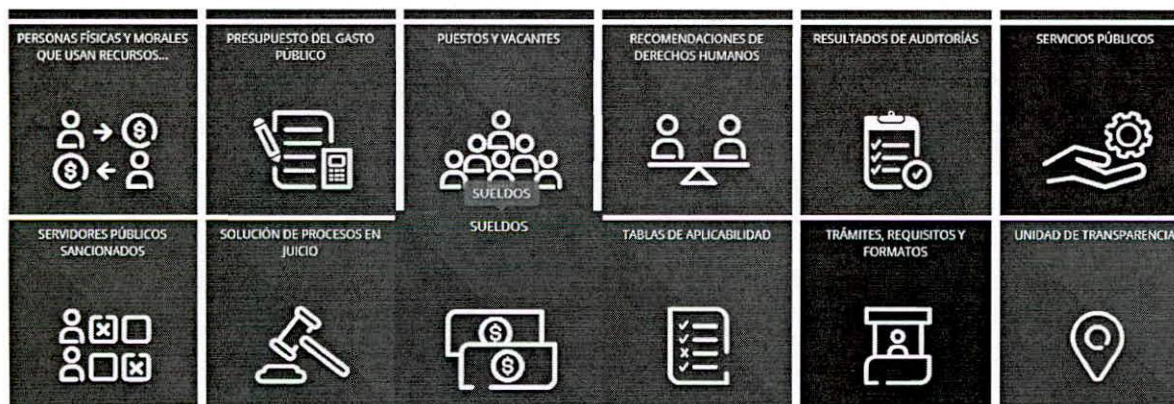 PERSONAS FÍSICAS Y MORALES
QUE USAN RECURSOS...
PRESUPUESTO DEL GASTO
PÚBLICO
PUESTOS Y VACANTES
RECOMENDACIONES DE
DERECHOS HUMANOS
RESULTADOS DE AUDITORÍAS
SERVICIOS PÚBLICOS
SUELDOS
SERVIDORES PÚBLICOS
SANCIONADOS
SOLUCIÓN DE PROCESOS EN
JUICIO
SUELDOS
TABLAS DE APLICABILIDAD
TRÁMITES, REQUISITOS Y
FORMATOS
UNIDAD DE TRANSPARENCIA